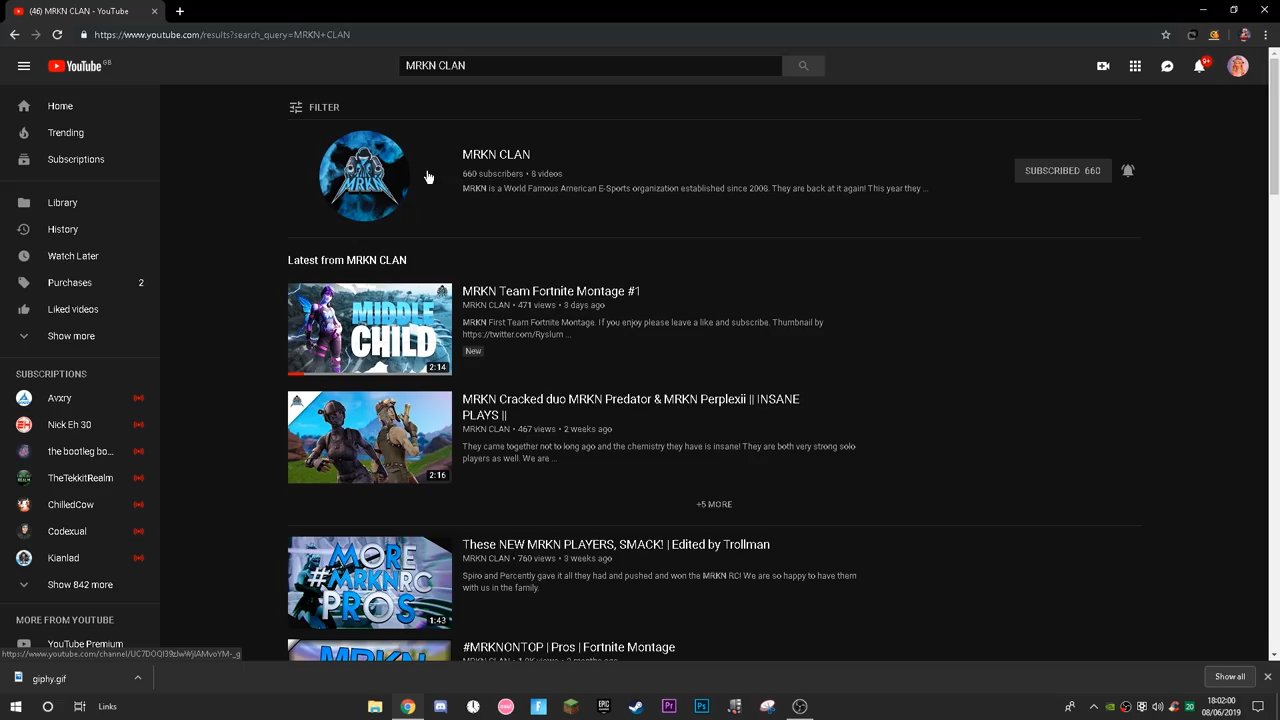 (46) MRKN CLAN - YouTube
https://www.youtube.com/results?search_query=MRKN+CLAN
YouTube GB
MRKN CLAN
9+
Home
Trending
Subscriptions
Library
History
Watch Later
Purchases 2
Liked videos
Show more
SUBSCRIPTIONS
Avxry
Nick Eh 30
the bootleg bo...
TheTekkitRealm
ChilledCow
Codexual
Kianlad
Show 842 more
MORE FROM YOUTUBE
YouTube Premium
FILTER
MRKN
MRKN CLAN
660 subscribers • 8 videos
MRKN is a World Famous American E-Sports organization established since 2008. They are back at it again! This year they ...
SUBSCRIBED 660
Latest from MRKN CLAN
MIDDLE
CHILD
2:14
MRKN Team Fortnite Montage #1
MRKN CLAN • 471 views • 3 days ago
MRKN First Team Fortnite Montage. If you enjoy please leave a like and subscribe. Thumbnail by
https://twitter.com/Ryslum ...
New
2:16
MRKN Cracked duo MRKN Predator & MRKN Perplexii || INSANE
PLAYS ||
MRKN CLAN • 467 views • 2 weeks ago
They came together not to long ago and the chemistry they have is insane! They are both very strong solo
players as well. We are ...
+5 MORE
MORE
#MRKNRC
PROS
1:43
These NEW MRKN PLAYERS, SMACK! | Edited by Trollman
MRKN CLAN • 760 views • 3 weeks ago
Spiro and Percently gave it all they had and pushed and won the MRKN RC! We are so happy to have them
with us in the family.
MRKN
#MRKNONTOP | Pros | Fortnite Montage
giphy.gif
Show all
Links
EPIC
Pr
Ps
20
18:02:00
08/06/2019